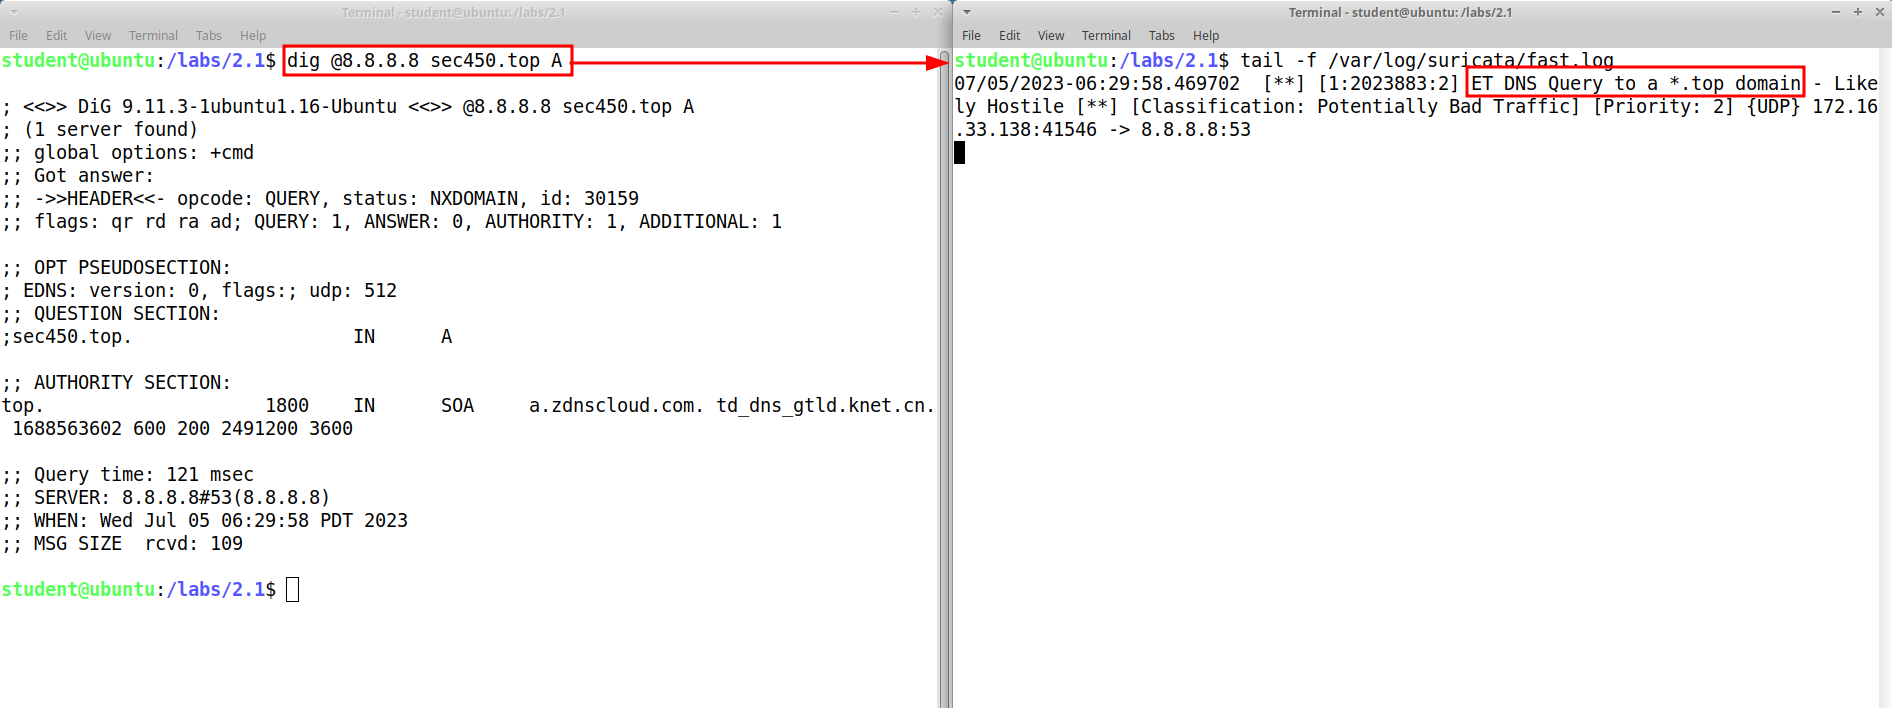 Terminal - student@ubuntu: /labs/2.1
File Edit View Terminal Tabs Help
student@ubuntu:/labs/2.1$ dig @8.8.8.8 sec450.top A
; <<>> DiG 9.11.3-1ubuntu1.16-Ubuntu <<>> @8.8.8.8 sec450.top A
; (1 server found)
;; global options: +cmd
;; Got answer:
;; ->>HEADER<<- opcode: QUERY, status: NXDOMAIN, id: 30159
;; flags: qr rd ra ad; QUERY: 1, ANSWER: 0, AUTHORITY: 1, ADDITIONAL: 1
;; OPT PSEUDOSECTION:
; EDNS: version: 0, flags:; udp: 512
;; QUESTION SECTION:
;sec450.top. IN A
;; AUTHORITY SECTION:
top. 1800 IN SOA a.zdnscloud.com. td_dns_gtld.knet.cn.
1688563602 600 200 2491200 3600
;; Query time: 121 msec
;; SERVER: 8.8.8.8#53(8.8.8.8)
;; WHEN: Wed Jul 05 06:29:58 PDT 2023
;; MSG SIZE rcvd: 109
student@ubuntu:/labs/2.1$
Terminal - student@ubuntu: /labs/2.1
File Edit View Terminal Tabs Help
student@ubuntu:/labs/2.1$ tail -f /var/log/suricata/fast.log
07/05/2023-06:29:58.469702 [**] [1:2023883:2] ET DNS Query to a *.top domain - Like
ly Hostile [**] [Classification: Potentially Bad Traffic] [Priority: 2] {UDP} 172.16
.33.138:41546 -> 8.8.8.8:53